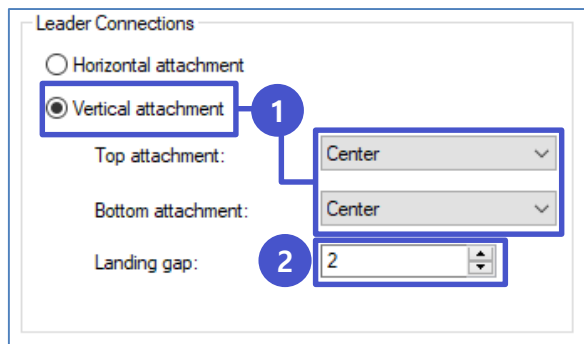 Leader Connections
Horizontal attachment
Vertical attachment
1
Top attachment: Center
Bottom attachment: Center
Landing gap: 2 2